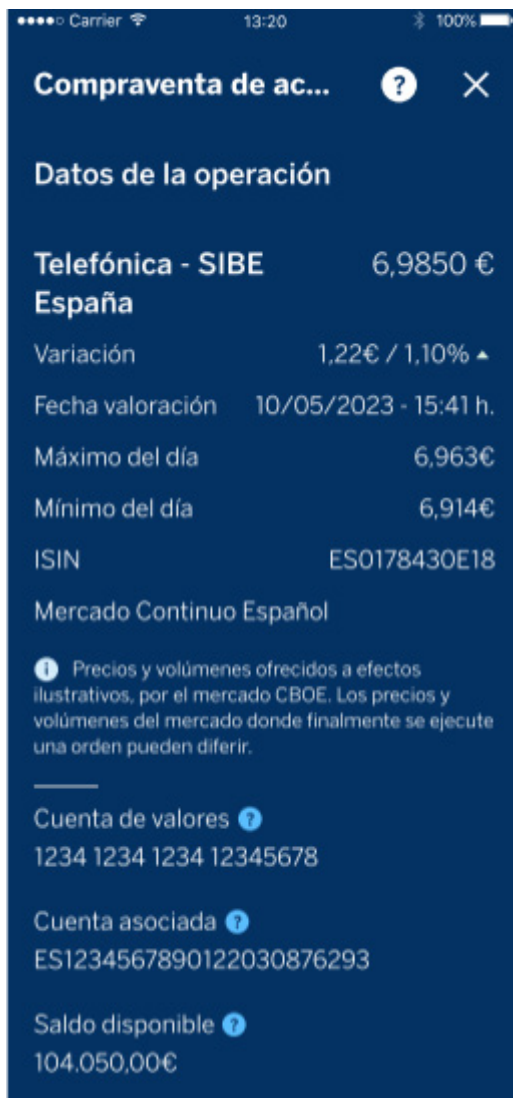 Carrier 13:20 100%
Compraventa de ac... ? ×
Datos de la operación
Telefónica - SIBE 6,9850 €
España
Variación 1,22€ / 1,10% ▲
Fecha valoración 10/05/2023 - 15:41 h.
Máximo del día 6,963€
Mínimo del día 6,914€
ISIN ES0178430E18
Mercado Continuo Español
i Precios y volúmenes ofrecidos a efectos
ilustrativos, por el mercado CBOE. Los precios y
volúmenes del mercado donde finalmente se ejecute
una orden pueden diferir.
Cuenta de valores ?
1234 1234 1234 12345678
Cuenta asociada ?
ES1234567890122030876293
Saldo disponible ?
104.050,00€